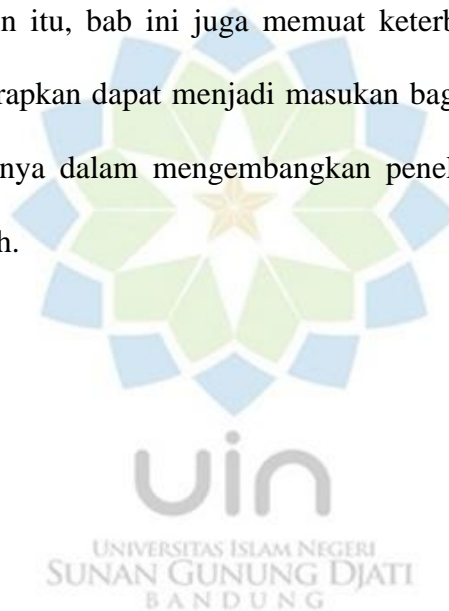 n itu, bab ini juga memuat keterb
rapkan dapat menjadi masukan bag
nya dalam mengembangkan penel
h.
uin
UNIVERSITAS ISLAM NEGERI
SUNAN GUNUNG DJATI
BANDUNG